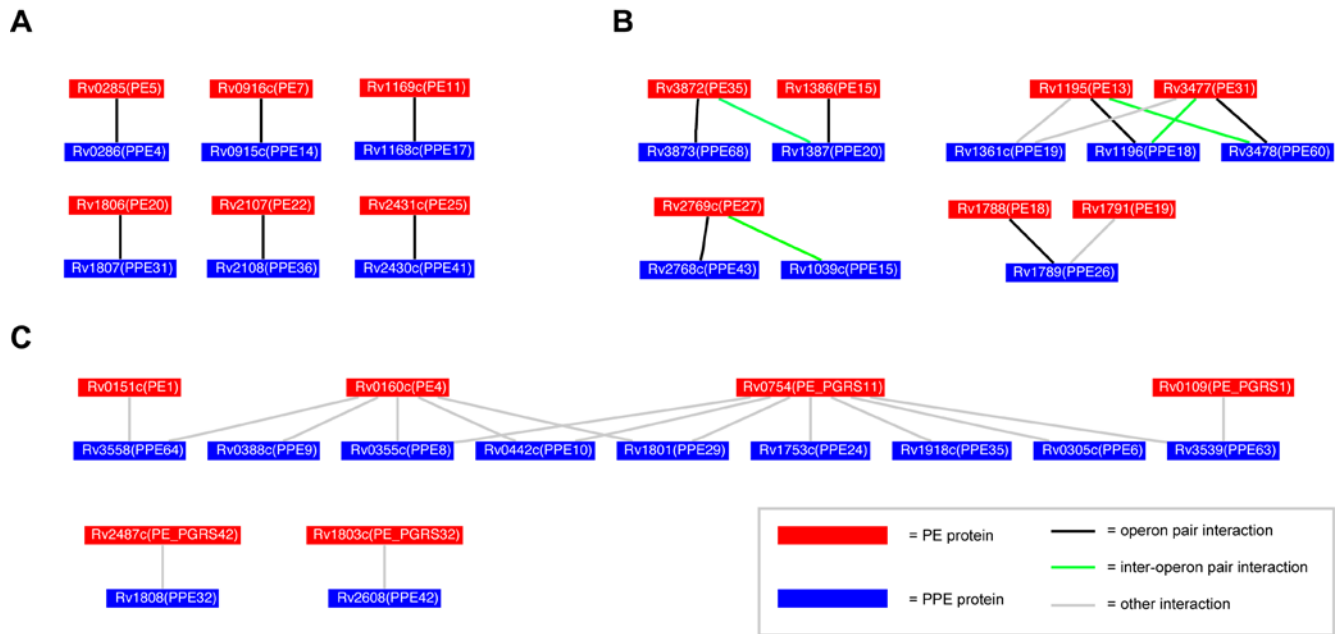 A
B
Rv0285(PE5)
Rv0916c(PE7)
Rv1169c(PE11)
Rv3872(PE35)
Rv1386(PE15)
Rv1195(PE13)
Rv3477(PE31)
Rv0286(PPE4)
Rv0915c(PPE14)
Rv1168c(PPE17)
Rv3873(PPE68)
Rv1387(PPE20)
Rv1361c(PPE19)
Rv1196(PPE18)
Rv3478(PPE60)
Rv1806(PE20)
Rv2107(PE22)
Rv2431c(PE25)
Rv2769c(PE27)
Rv1788(PE18)
Rv1791(PE19)
Rv1807(PPE31)
Rv2108(PPE36)
Rv2430c(PPE41)
Rv2768c(PPE43)
Rv1039c(PPE15)
Rv1789(PPE26)
C
Rv0151c(PE1)
Rv0160c(PE4)
Rv0754(PE_PGRS11)
Rv0109(PE_PGRS1)
Rv3558(PPE64)
Rv0388c(PPE9)
Rv0355c(PPE8)
Rv0442c(PPE10)
Rv1801(PPE29)
Rv1753c(PPE24)
Rv1918c(PPE35)
Rv0305c(PPE6)
Rv3539(PPE63)
Rv2487c(PE_PGRS42)
Rv1803c(PE_PGRS32)
Rv1808(PPE32)
Rv2608(PPE42)
= PE protein
= PPE protein
= operon pair interaction
= inter-operon pair interaction
= other interaction